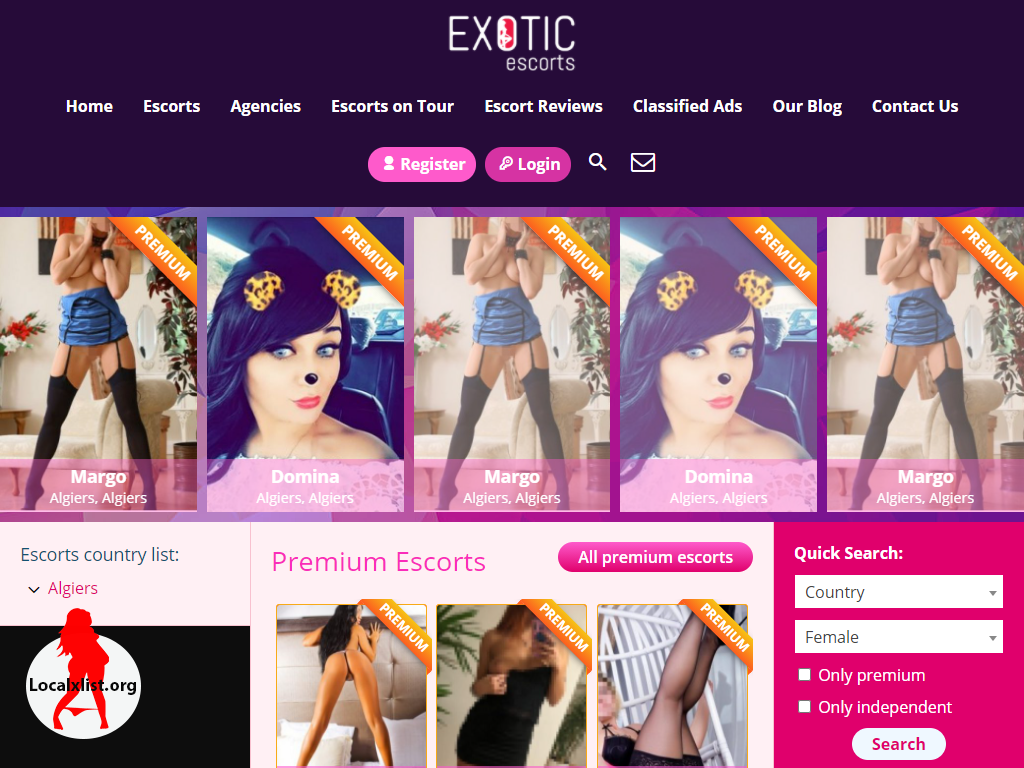 EXOTIC
escorts
Home Escorts Agencies Escorts on Tour Escort Reviews Classified Ads Our Blog Contact Us
Register Login
PREMIUM PREMIUM PREMIUM PREMIUM PREMIUM
Margo Domina Margo Domina Margo
Algiers, Algiers Algiers, Algiers Algiers, Algiers Algiers, Algiers Algiers, Algiers
Escorts country list:
Algiers
Localxlist.org
Premium Escorts
All premium escorts
PREMIUM PREMIUM PREMIUM
Quick Search:
Country
Female
Only premium
Only independent
Search